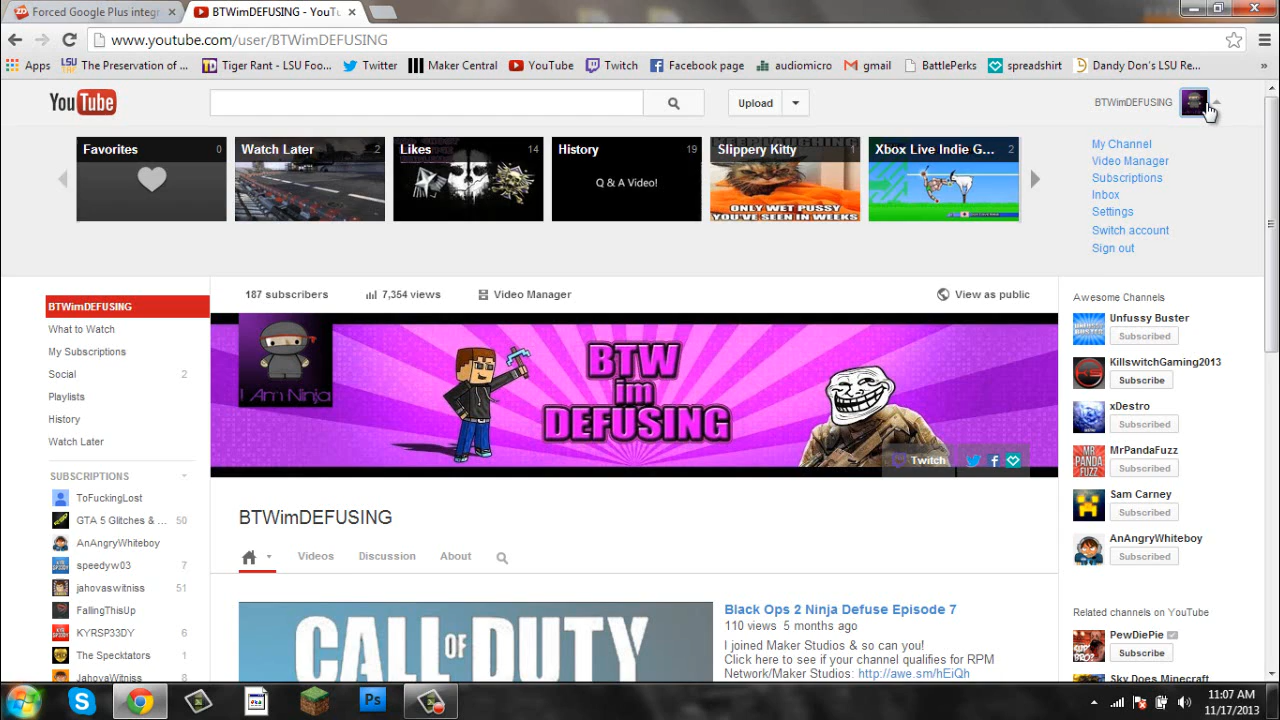 Forced Google Plus integ
BTWimDEFUSING - YouTu
www.youtube.com/user/BTWimDEFUSING
Apps
LSU
The Preservation of ...
TD
Tiger Rant - LSU Foo...
Twitter
Maker Central
YouTube
Twitch
Facebook page
audiomicro
gmail
BattlePerks
spreadshirt
Dandy Don's LSU Re...
»
YouTube
Upload
BTWimDEFUSING
Favorites 0
Watch Later 2
Likes 14
History 19
Q & A Video!
Slippery Kitty 1
ONLY WET PUSSY
YOU'VE SEEN IN WEEKS
Xbox Live Indie G... 2
My Channel
Video Manager
Subscriptions
Inbox
Settings
Switch account
Sign out
BTWimDEFUSING
What to Watch
My Subscriptions
Social 2
Playlists
History
Watch Later
SUBSCRIPTIONS
ToFuckingLost
GTA 5 Glitches & ... 50
AnAngryWhiteboy
speedyw03 7
jahovaswitniss 51
FallingThisUp
KYRSP33DY 6
The Specktators 1
JahovaWitniss 8
187 subscribers
7,354 views
Video Manager
View as public
I Am Ninja
BTW
im
DEFUSING
Twitch
BTWimDEFUSING
Videos
Discussion
About
CALL OF DUTY
Black Ops 2 Ninja Defuse Episode 7
110 views 5 months ago
I joined Maker Studios & so can you!
Click here to see if your channel qualifies for RPM
Network/Maker Studios: http://awe.sm/hEiQh
Awesome Channels
Unfussy Buster
Subscribed
KillswitchGaming2013
Subscribe
xDestro
Subscribed
MR
PANDA
FUZZ
MrPandaFuzz
Subscribed
Sam Carney
Subscribed
AnAngryWhiteboy
Subscribed
Related channels on YouTube
PewDiePie
Subscribe
Sky Does Minecraft
Ps
11:07 AM
11/17/2013